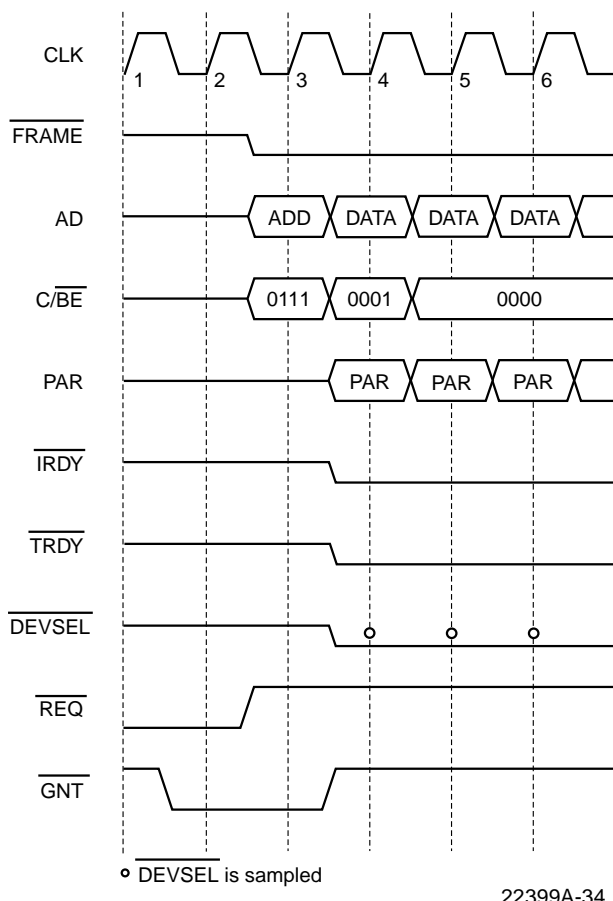 CLK
1 2 3 4 5 6
FRAME
AD
ADD DATA DATA DATA
C/BE
0111 0001 0000
PAR
PAR PAR PAR
IRDY
TRDY
DEVSEL
REQ
GNT
DEVSEL is sampled
22399A-34